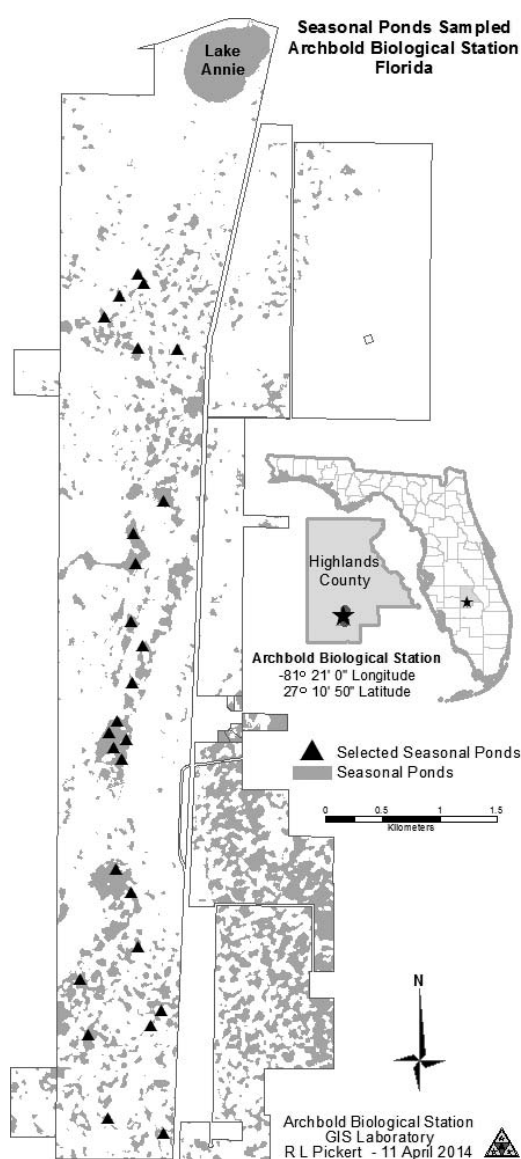 Seasonal Ponds Sampled
Archbold Biological Station
Florida
Lake
Annie
Highlands
County
Archbold Biological Station
-81º 21' 0" Longitude
27º 10' 50" Latitude
Selected Seasonal Ponds
Seasonal Ponds
0 0.5 1 1.5
Kilometers
N
Archbold Biological Station
GIS Laboratory
R L Pickert - 11 April 2014